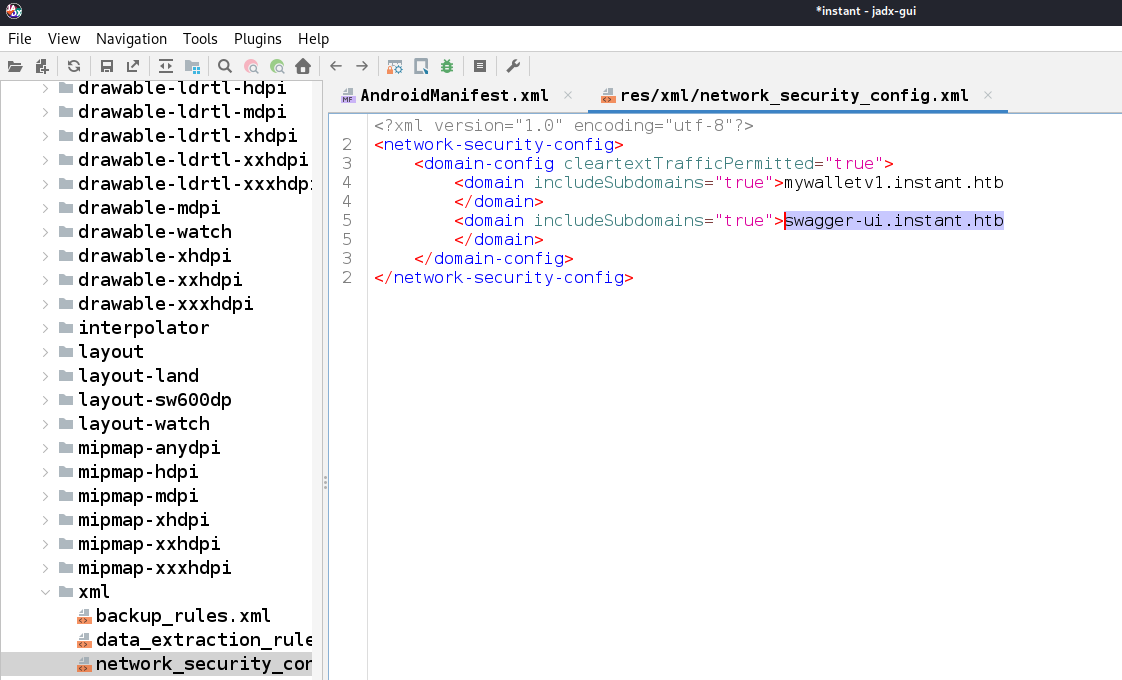 *instant - jadx-gui
File View Navigation Tools Plugins Help
drawable-ldrtl-hdpi
drawable-ldrtl-mdpi
drawable-ldrtl-xhdpi
drawable-ldrtl-xxhdpi
drawable-ldrtl-xxxhdp
drawable-mdpi
drawable-watch
drawable-xhdpi
drawable-xxhdpi
drawable-xxxhdpi
interpolator
layout
layout-land
layout-sw600dp
layout-watch
mipmap-anydpi
mipmap-hdpi
mipmap-mdpi
mipmap-xhdpi
mipmap-xxhdpi
mipmap-xxxhdpi
xml
backup_rules.xml
data_extraction_rule
network_security_con
MF AndroidManifest.xml × res/xml/network_security_config.xml ×
<?xml version="1.0" encoding="utf-8"?>
2 <network-security-config>
3 <domain-config cleartextTrafficPermitted="true">
4 <domain includeSubdomains="true">mywalletv1.instant.htb
4 </domain>
5 <domain includeSubdomains="true">swagger-ui.instant.htb
5 </domain>
3 </domain-config>
2 </network-security-config>